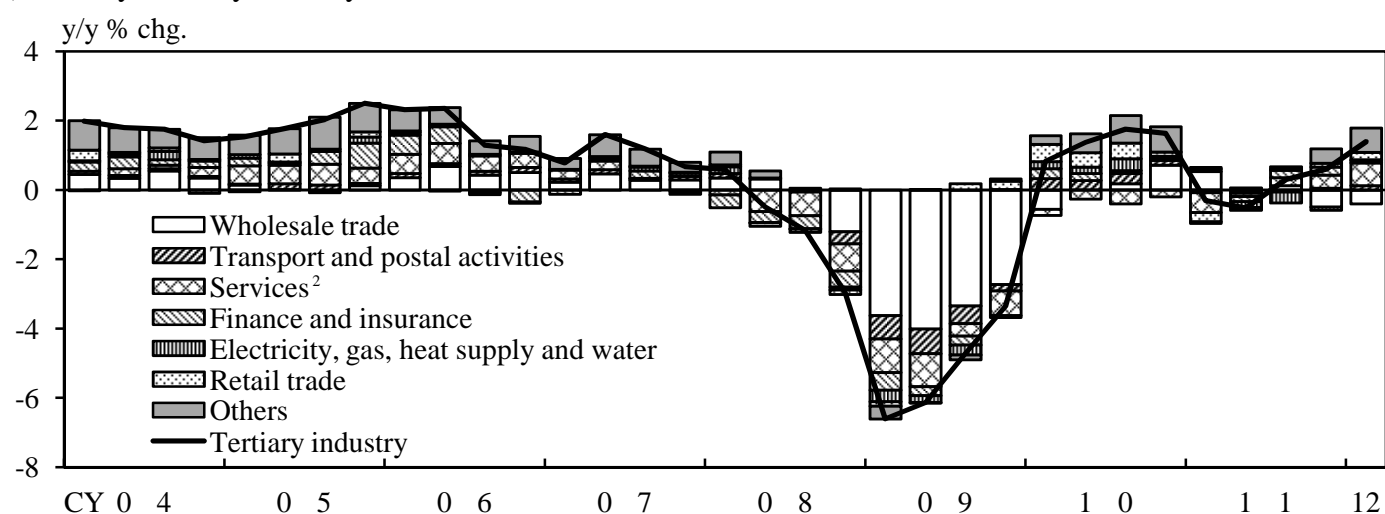 y/y % chg.
4
2
0
-2
-4
-6
-8
Wholesale trade
Transport and postal activities
Services²
Finance and insurance
Electricity, gas, heat supply and water
Retail trade
Others
Tertiary industry
CY 0 4 0 5 0 6 0 7 0 8 0 9 1 0 1 1 12